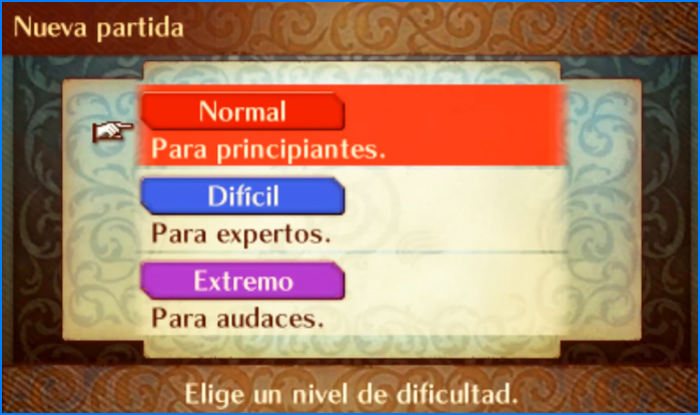 Nueva partida
Normal
Para principiantes.
Difícil
Para expertos.
Extremo
Para audaces.
Elige un nivel de dificultad.